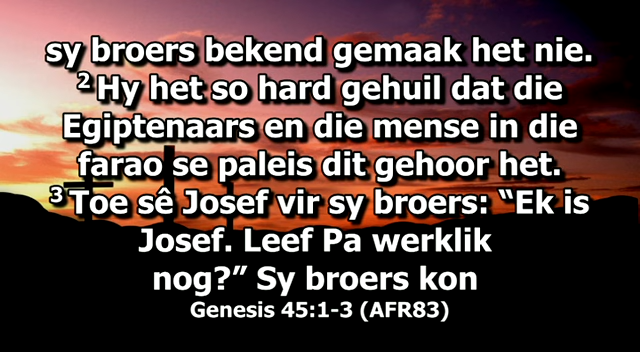 sy broers bekend gemaak het nie.
² Hy het so hard gehuil dat die
Egiptenaars en die mense in die
farao se paleis dit gehoor het.
³ Toe sê Josef vir sy broers: “Ek is
Josef. Leef Pa werklik
nog?” Sy broers kon
Genesis 45:1-3 (AFR83)